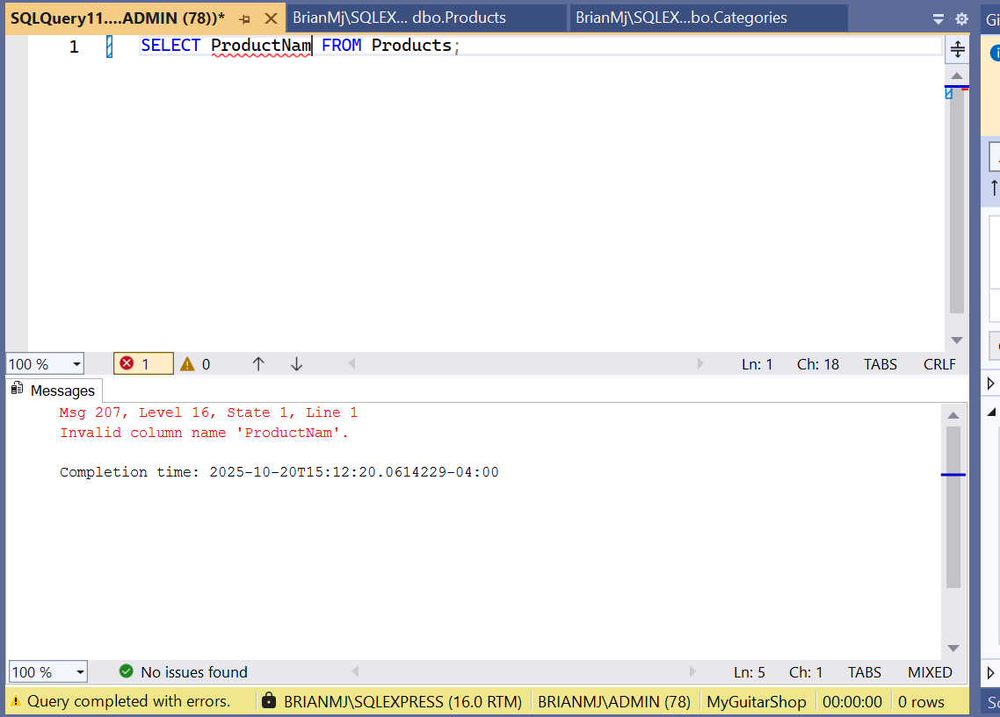 SQLQuery11....ADMIN (78))* BrianMj\SQLEX... dbo.Products BrianMj\SQLEX...bo.Categories Gi
1 SELECT ProductNam FROM Products;
100 % 1 0 Ln: 1 Ch: 18 TABS CRLF
Messages
Msg 207, Level 16, State 1, Line 1
Invalid column name 'ProductNam'.
Completion time: 2025-10-20T15:12:20.0614229-04:00
100 % No issues found Ln: 5 Ch: 1 TABS MIXED
Query completed with errors. BRIANMJ\SQLEXPRESS (16.0 RTM) BRIANMJ\ADMIN (78) MyGuitarShop 00:00:00 0 rows